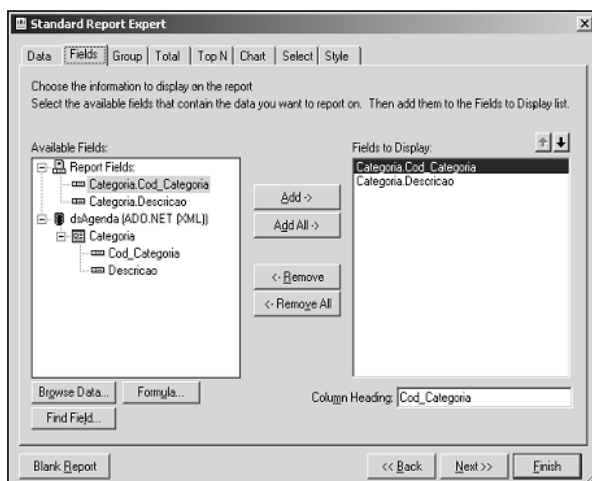 Standard Report Expert
Data Fields Group Total Top N Chart Select Style
Choose the information to display on the report
Select the available fields that contain the data you want to report on. Then add them to the Fields to Display list.
Available Fields:
Fields to Display:
Report Fields:
Categoria.Cod_Categoria
Categoria.Descricao
dsAgenda (ADO.NET (XML))
Categoria
Cod_Categoria
Descricao
Add ->
Add All ->
<- Remove
<- Remove All
Categoria.Cod_Categoria
Categoria.Descricao
Browse Data... Formula...
Find Field...
Column Heading: Cod_Categoria
Blank Report << Back Next >> Finish